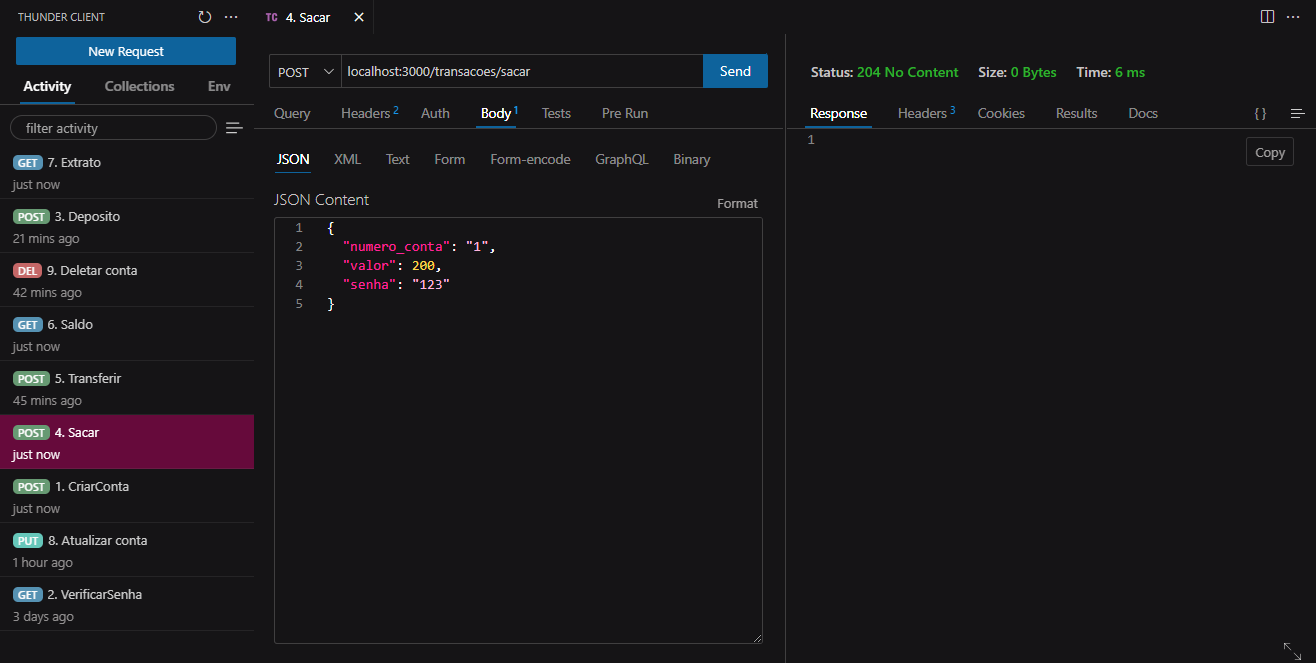 THUNDER CLIENT
New Request
Activity Collections Env
filter activity
GET 7. Extrato
just now
POST 3. Deposito
21 mins ago
DEL 9. Deletar conta
42 mins ago
GET 6. Saldo
just now
POST 5. Transferir
45 mins ago
POST 4. Sacar
just now
POST 1. CriarConta
just now
PUT 8. Atualizar conta
1 hour ago
GET 2. VerificarSenha
3 days ago
TC 4. Sacar
POST localhost:3000/transacoes/sacar Send
Query Headers 2 Auth Body 1 Tests Pre Run
JSON XML Text Form Form-encode GraphQL Binary
JSON Content Format
1 {
2 "numero_conta": "1",
3 "valor": 200,
4 "senha": "123"
5 }
Status: 204 No Content Size: 0 Bytes Time: 6 ms
Response Headers 3 Cookies Results Docs {}
1
Copy